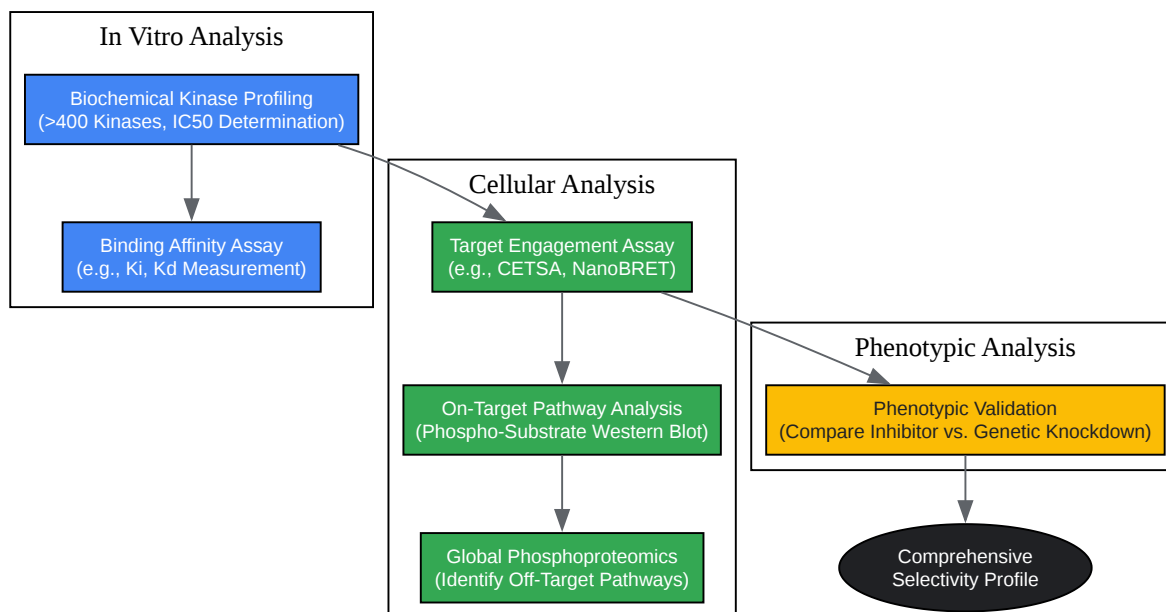 In Vitro Analysis
Biochemical Kinase Profiling
(>400 Kinases, IC50 Determination)
Binding Affinity Assay
(e.g., Ki, Kd Measurement)
Cellular Analysis
Target Engagement Assay
(e.g., CETSA, NanoBRET)
On-Target Pathway Analysis
(Phospho-Substrate Western Blot)
Global Phosphoproteomics
(Identify Off-Target Pathways)
Phenotypic Analysis
Phenotypic Validation
(Compare Inhibitor vs. Genetic Knockdown)
Comprehensive
Selectivity Profile